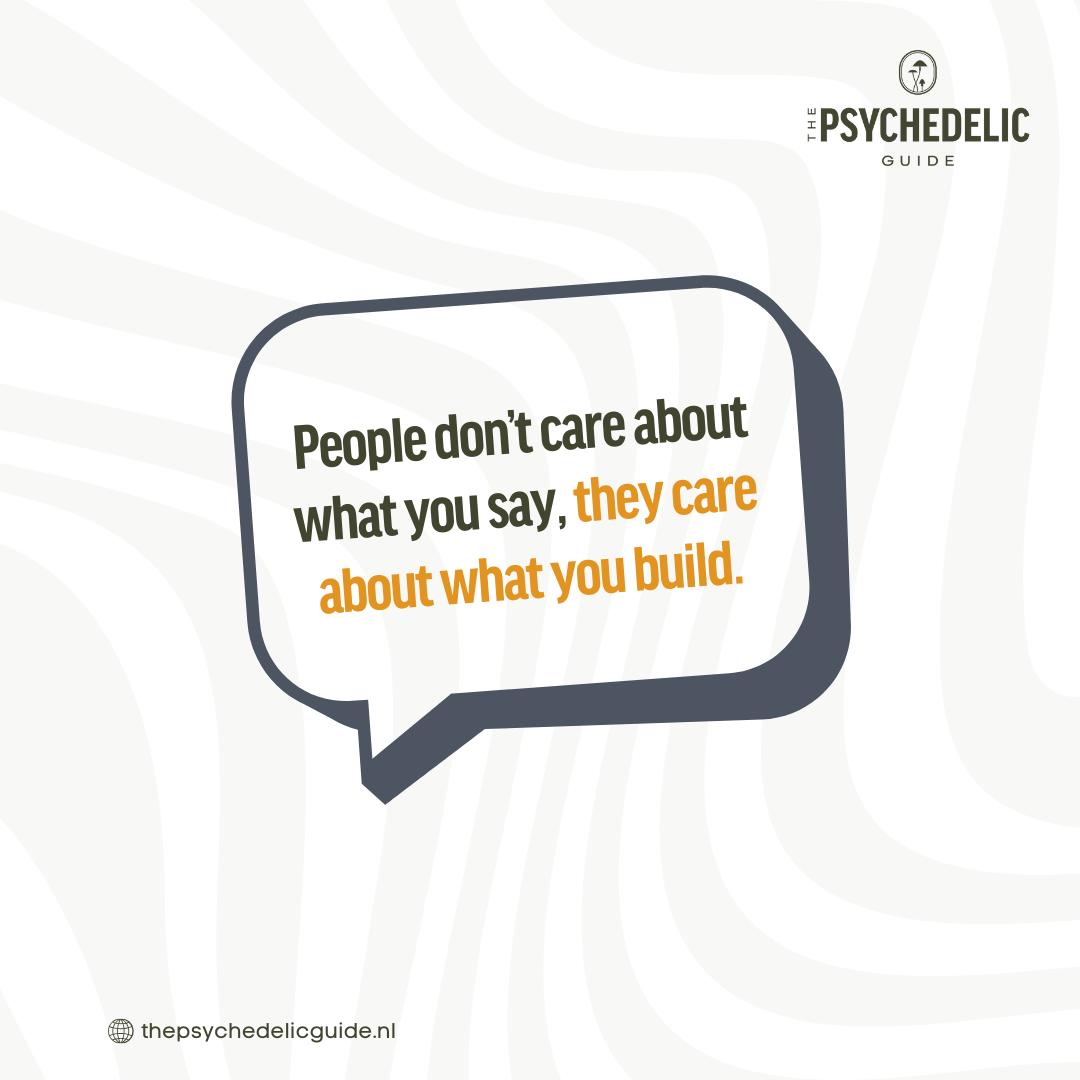 THE PSYCHEDELIC
GUIDE
People don’t care about
what you say, they care
about what you build.
thepsychedelicguide.nl